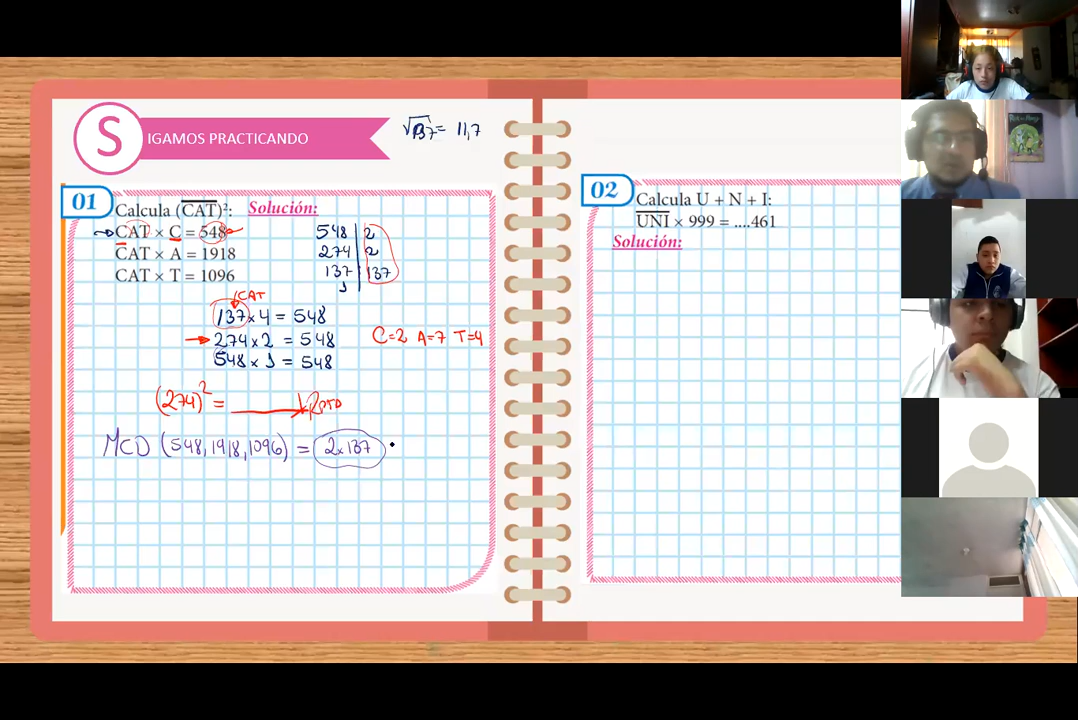 SIGAMOS PRACTICANDO
√137 = 11,7
01
Calcula (CAT)²: Solución:
CAT × C = 548
CAT × A = 1918
CAT × T = 1096
548 | 2
274 | 2
137 | 137
1
CAT
137 × 4 = 548
274 × 2 = 548
548 × 1 = 548
C=2 A=7 T=4
(274)² =
MCD (548,1918,1096) = 2×137
02
Calcula U + N + I:
UNI × 999 = ....461
Solución: